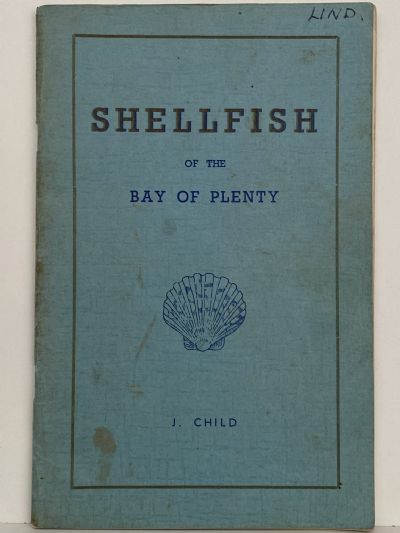 LIND.
SHELLFISH
OF THE
BAY OF PLENTY
J. CHILD